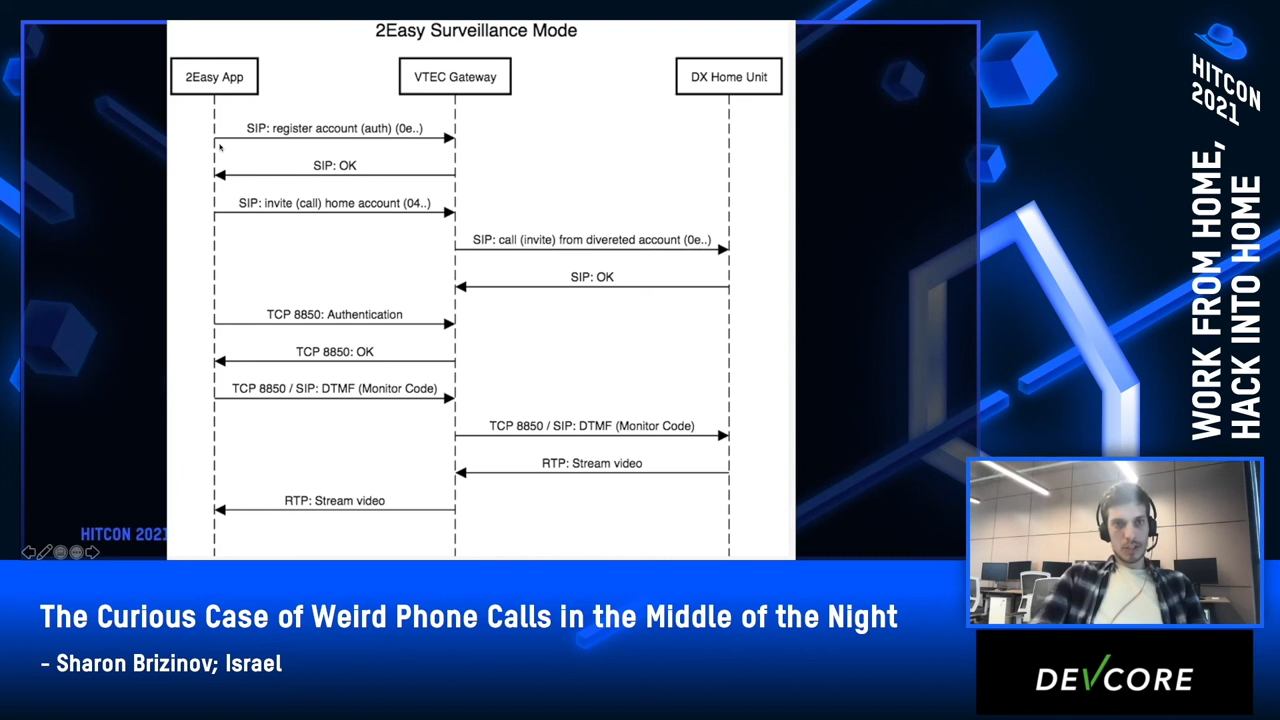 2Easy Surveillance Mode
2Easy App
VTEC Gateway
DX Home Unit
SIP: register account (auth) (0e..)
SIP: OK
SIP: invite (call) home account (04..)
SIP: call (invite) from divereted account (0e..)
SIP: OK
TCP 8850: Authentication
TCP 8850: OK
TCP 8850 / SIP: DTMF (Monitor Code)
TCP 8850 / SIP: DTMF (Monitor Code)
RTP: Stream video
RTP: Stream video
HITCON 2021
HITCON
2021
WORK FROM HOME,
HACK INTO HOME
The Curious Case of Weird Phone Calls in the Middle of the Night
– Sharon Brizinov; Israel
DEVCORE